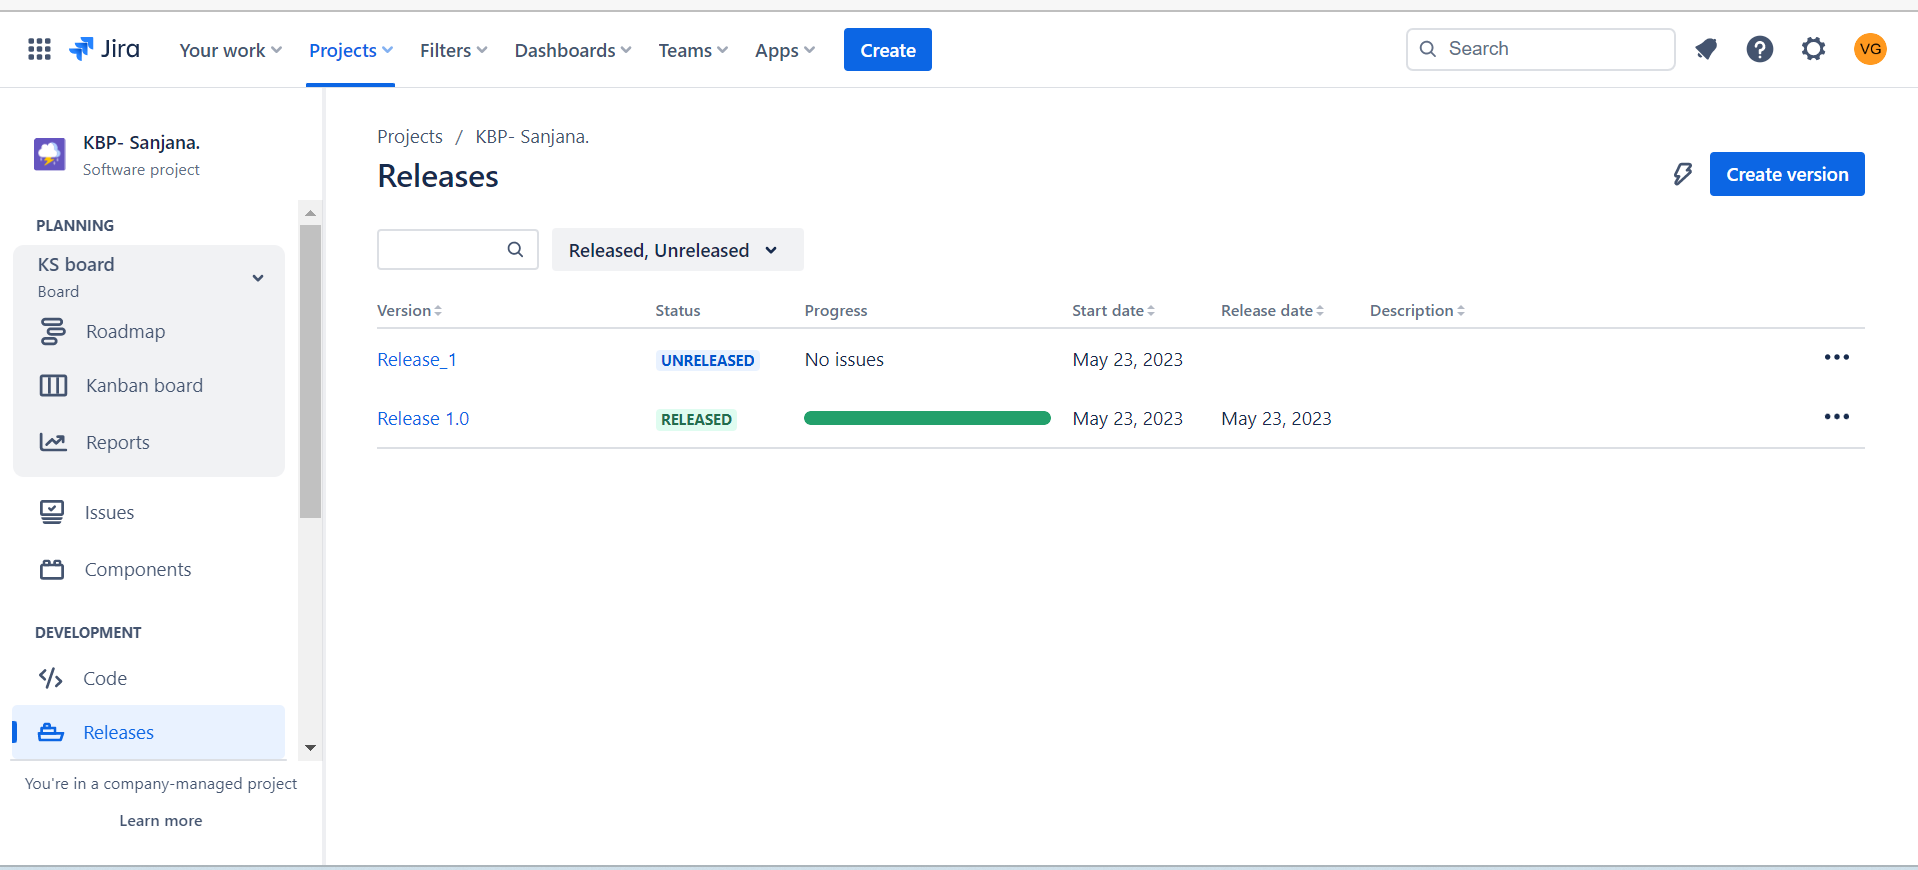 Jira Your work Projects Filters Dashboards Teams Apps Create Search VG
KBP- Sanjana.
Software project
PLANNING
KS board
Board
Roadmap
Kanban board
Reports
Issues
Components
DEVELOPMENT
Code
Releases
You're in a company-managed project
Learn more
Projects / KBP- Sanjana.
Releases
Create version
Released, Unreleased
Version Status Progress Start date Release date Description
Release_1 UNRELEASED No issues May 23, 2023
Release 1.0 RELEASED May 23, 2023 May 23, 2023